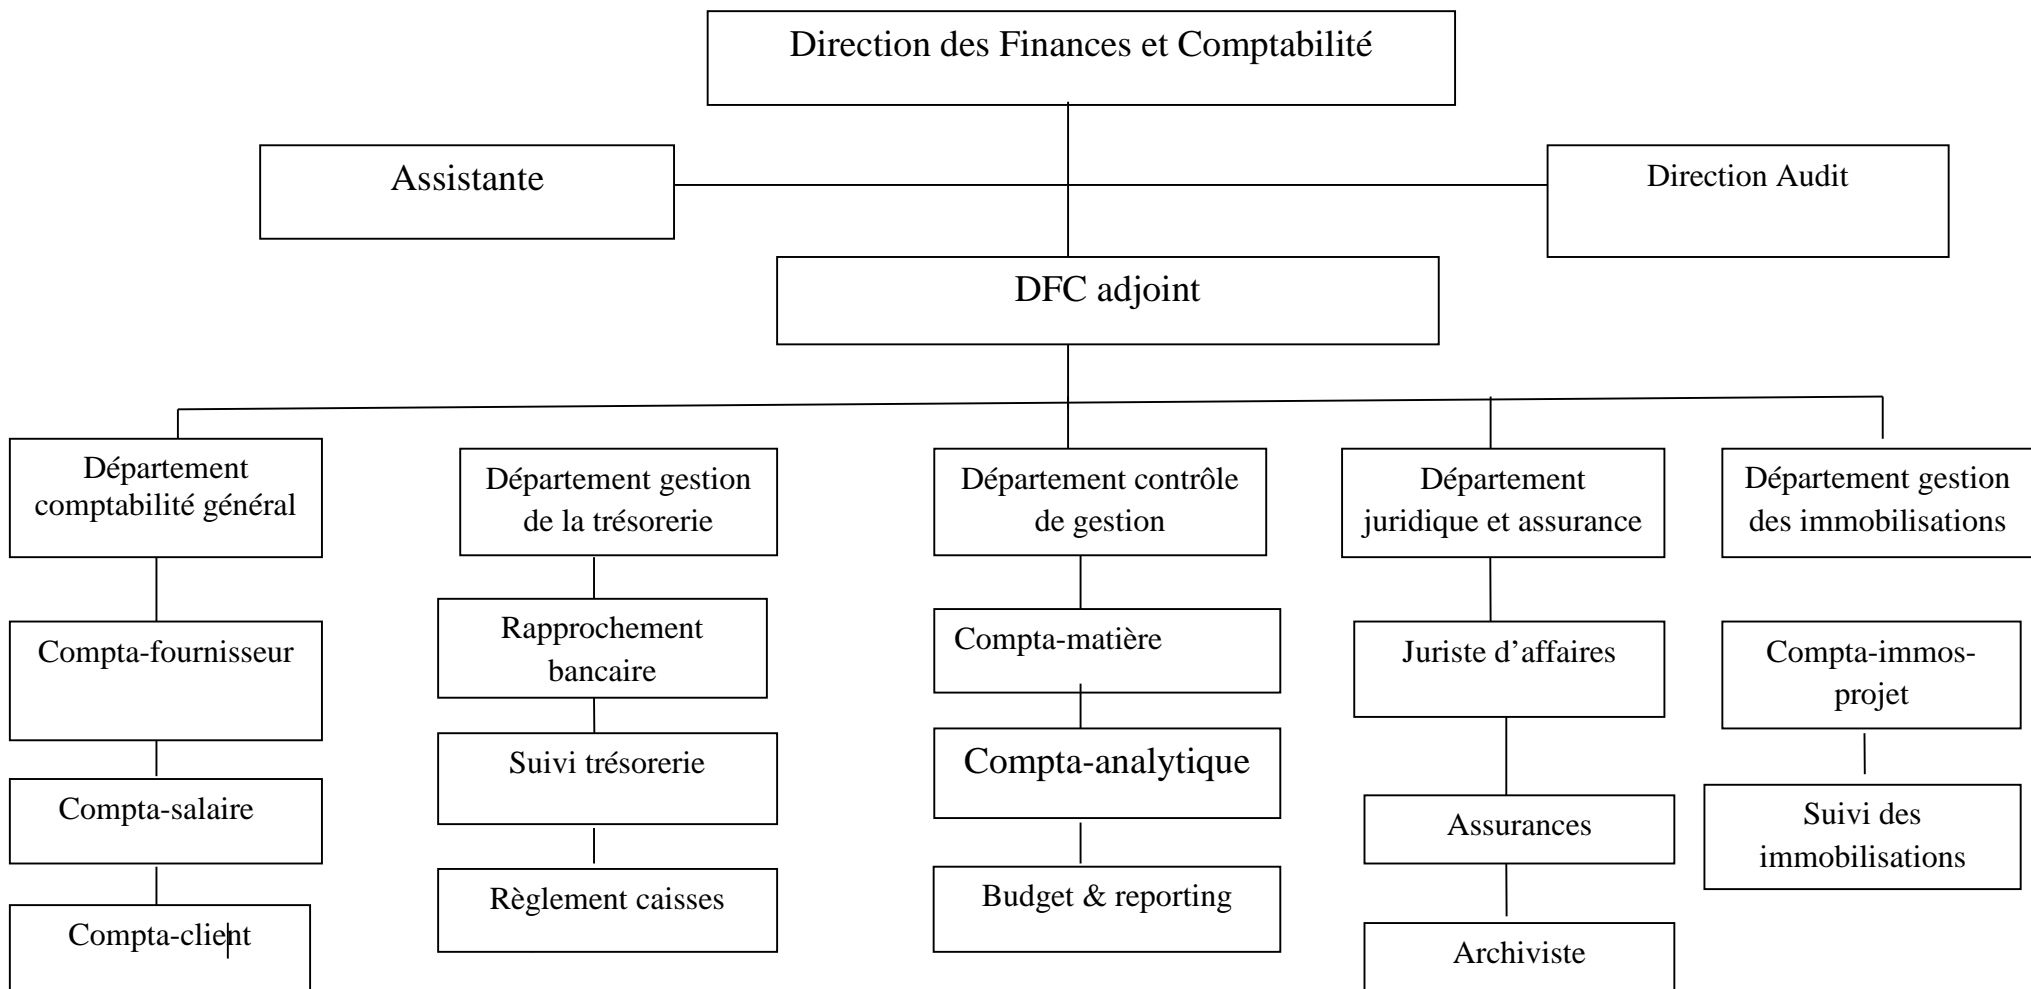 Direction des Finances et Comptabilité
Assistante
Direction Audit
DFC adjoint
Département
comptabilité général
Département gestion
de la trésorerie
Département contrôle
de gestion
Département
juridique et assurance
Département gestion
des immobilisations
Compta-fournisseur
Rapprochement
bancaire
Compta-matière
Juriste d’affaires
Compta-immos-
projet
Suivi trésorerie
Compta-analytique
Compta-salaire
Assurances
Suivi des
immobilisations
Règlement caisses
Budget & reporting
Compta-client
Archiviste